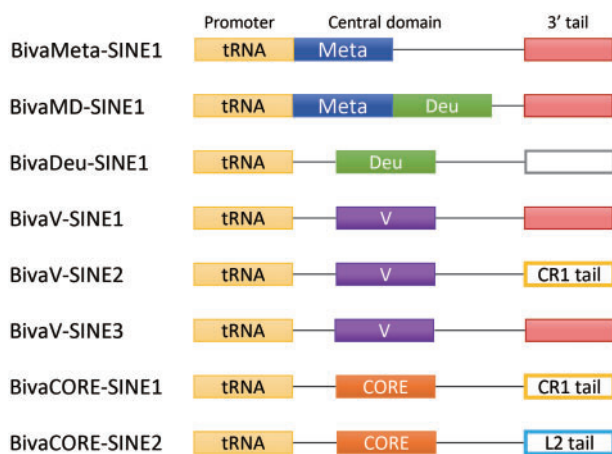 Promoter Central domain 3' tail
BivaMeta-SINE1 tRNA Meta
BivaMD-SINE1 tRNA Meta Deu
BivaDeu-SINE1 tRNA Deu
BivaV-SINE1 tRNA V
BivaV-SINE2 tRNA V CR1 tail
BivaV-SINE3 tRNA V
BivaCORE-SINE1 tRNA CORE CR1 tail
BivaCORE-SINE2 tRNA CORE L2 tail